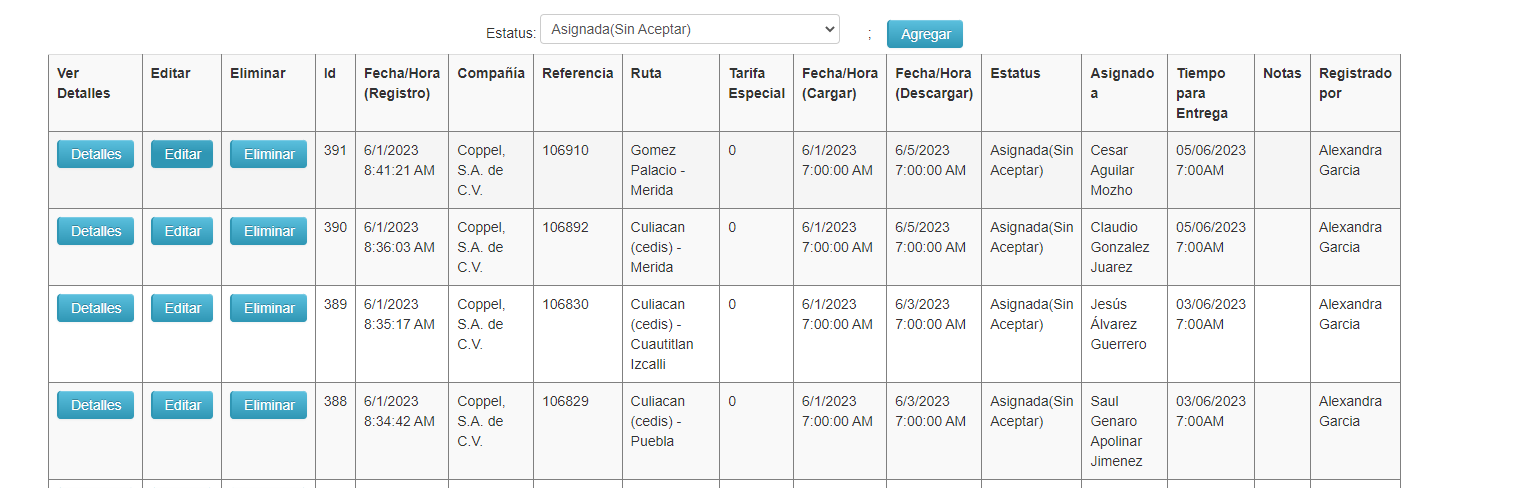 Estatus: Asignada(Sin Aceptar) ; Agregar
Ver Detalles Editar Eliminar Id Fecha/Hora (Registro) Compañía Referencia Ruta Tarifa Especial Fecha/Hora (Cargar) Fecha/Hora (Descargar) Estatus Asignado a Tiempo para Entrega Notas Registrado por
Detalles Editar Eliminar 391 6/1/2023 8:41:21 AM Coppel, S.A. de C.V. 106910 Gomez Palacio - Merida 0 6/1/2023 7:00:00 AM 6/5/2023 7:00:00 AM Asignada(Sin Aceptar) Cesar Aguilar Mozho 05/06/2023 7:00AM Alexandra Garcia
Detalles Editar Eliminar 390 6/1/2023 8:36:03 AM Coppel, S.A. de C.V. 106892 Culiacan (cedis) - Merida 0 6/1/2023 7:00:00 AM 6/5/2023 7:00:00 AM Asignada(Sin Aceptar) Claudio Gonzalez Juarez 05/06/2023 7:00AM Alexandra Garcia
Detalles Editar Eliminar 389 6/1/2023 8:35:17 AM Coppel, S.A. de C.V. 106830 Culiacan (cedis) - Cuautitlan Izcalli 0 6/1/2023 7:00:00 AM 6/3/2023 7:00:00 AM Asignada(Sin Aceptar) Jesús Álvarez Guerrero 03/06/2023 7:00AM Alexandra Garcia
Detalles Editar Eliminar 388 6/1/2023 8:34:42 AM Coppel, S.A. de C.V. 106829 Culiacan (cedis) - Puebla 0 6/1/2023 7:00:00 AM 6/3/2023 7:00:00 AM Asignada(Sin Aceptar) Saul Genaro Apolinar Jimenez 03/06/2023 7:00AM Alexandra Garcia